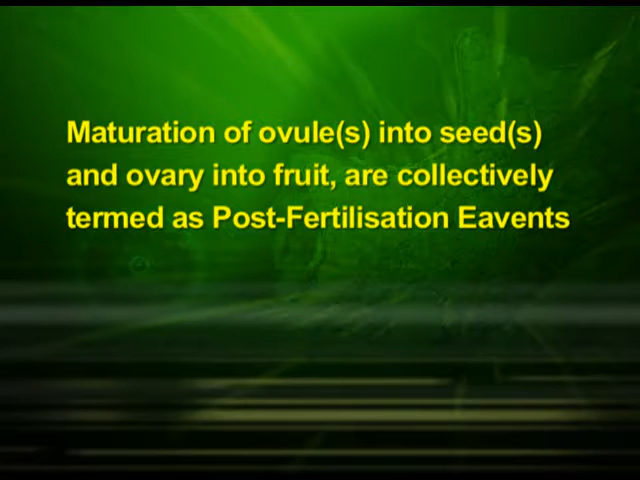 Maturation of ovule(s) into seed(s)
and ovary into fruit, are collectively
termed as Post-Fertilisation Eavents